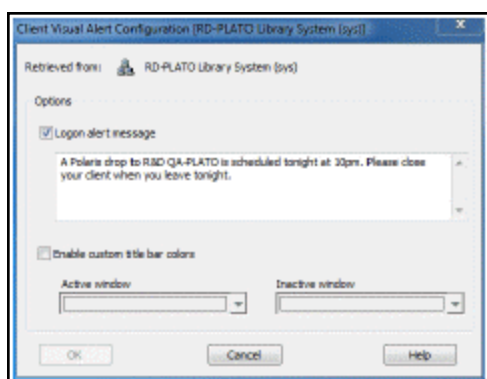 Client Visual Alert Configuration [RD-PLATO Library System (sys)]
Retrieved from: RD-PLATO Library System (sys)
Options
Logon alert message
A Polaris drop to R&D QA-PLATO is scheduled tonight at 10pm. Please close
your client when you leave tonight.
Enable custom title bar colors
Active window Inactive window
OK Cancel Help